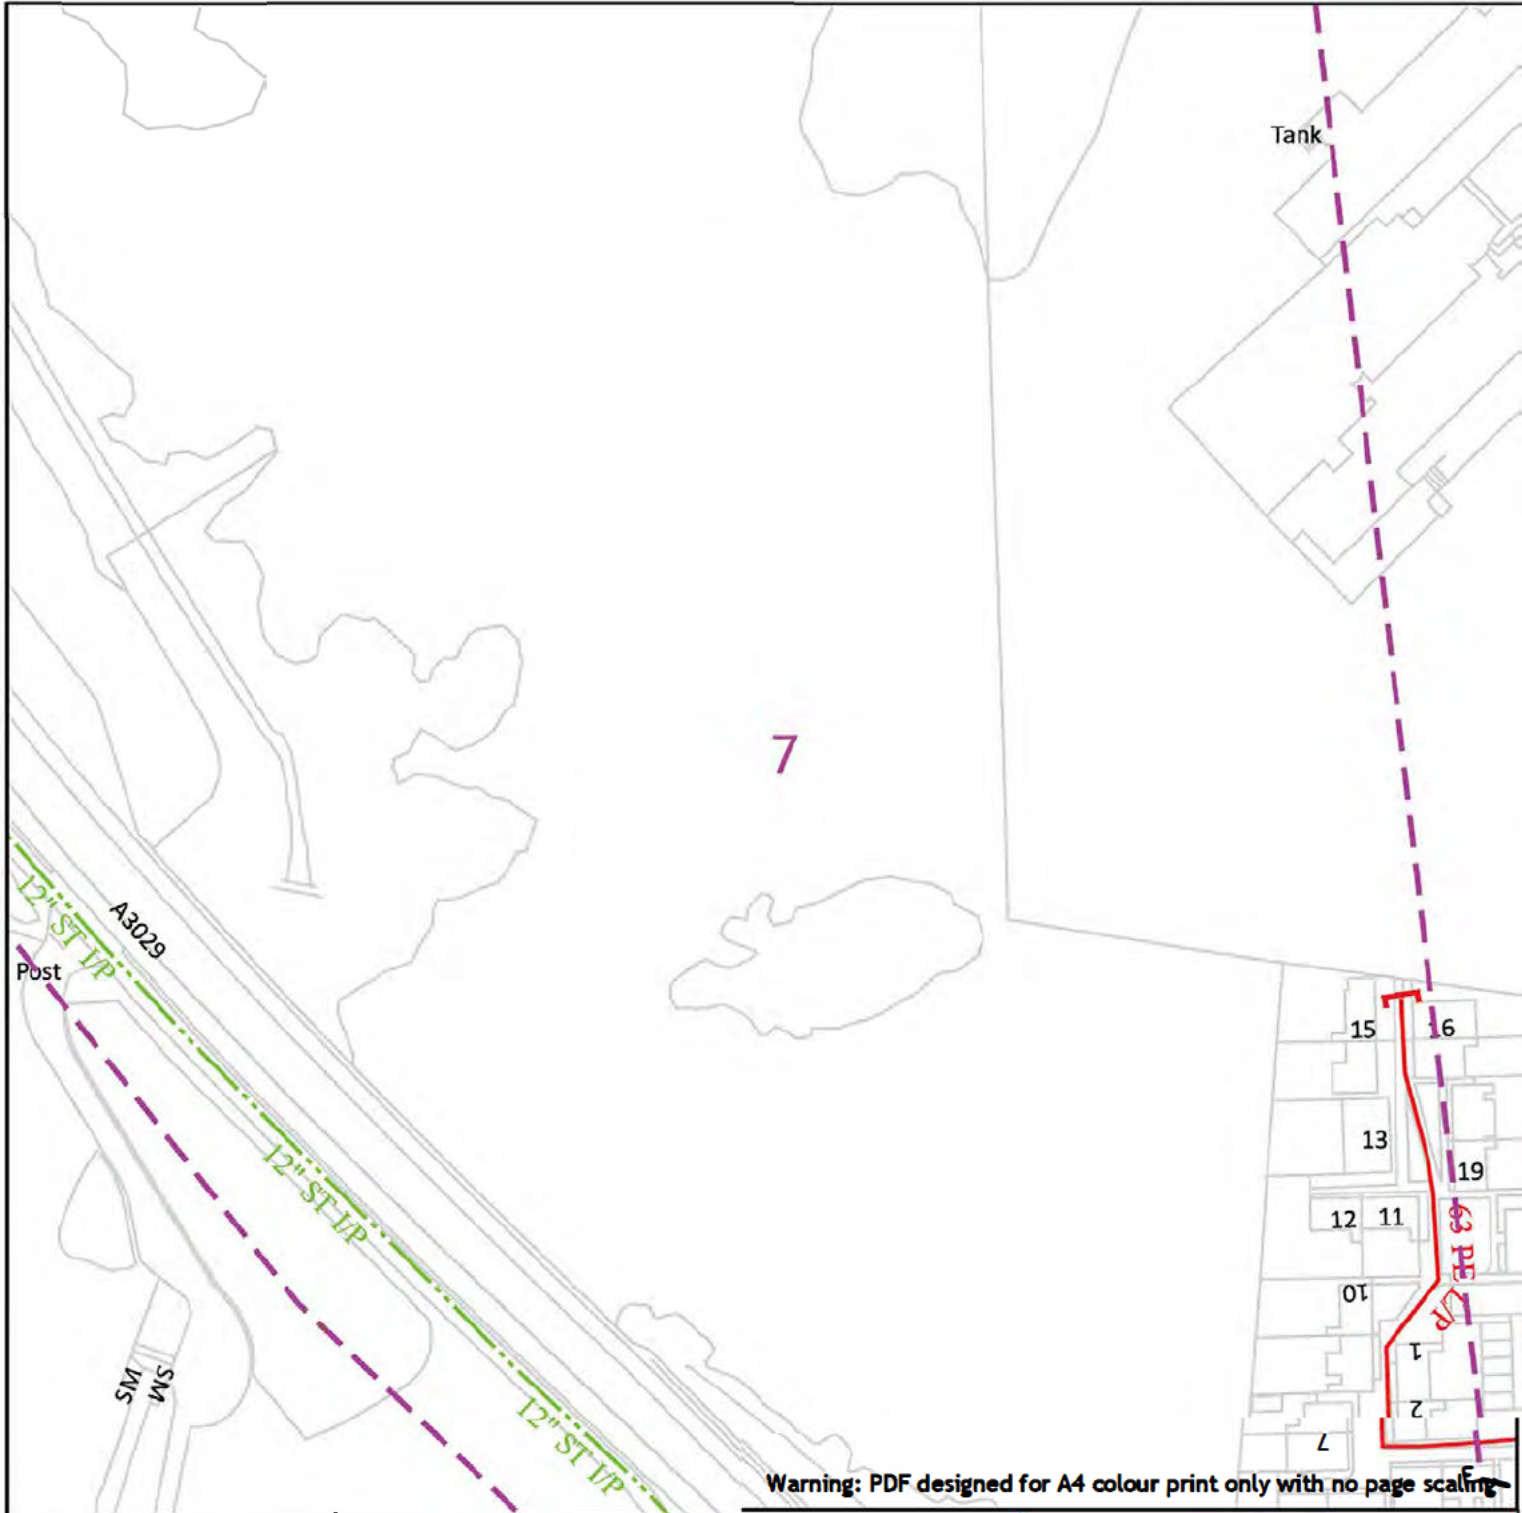 Tank
7
12" ST I/P
A3029
Post
15
16
13
19
12" ST I/P
12
11
63 PE L/P
10
1
SM
SM
2
12" ST I/P
7
3
Warning: PDF designed for A4 colour print only with no page scaling